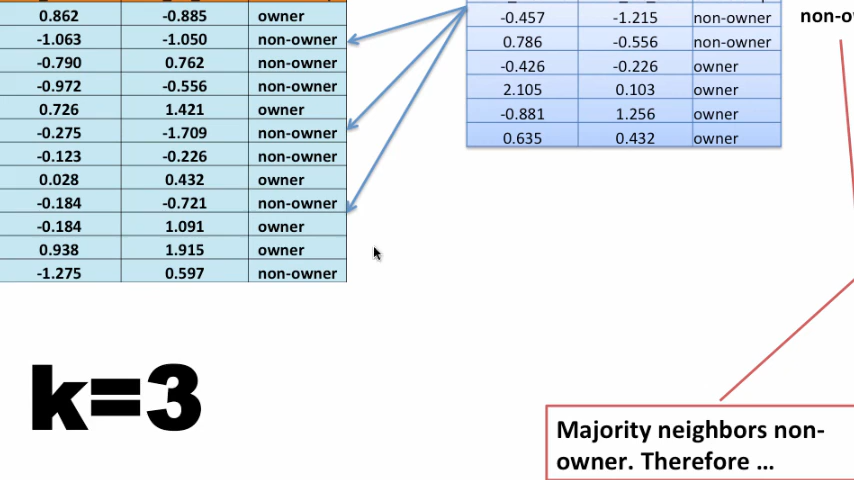 0.862 -0.885 owner
-1.063 -1.050 non-owner
-0.790 0.762 non-owner
-0.972 -0.556 non-owner
0.726 1.421 owner
-0.275 -1.709 non-owner
-0.123 -0.226 non-owner
0.028 0.432 owner
-0.184 -0.721 non-owner
-0.184 1.091 owner
0.938 1.915 owner
-1.275 0.597 non-owner
-0.457 -1.215 non-owner
0.786 -0.556 non-owner
-0.426 -0.226 owner
2.105 0.103 owner
-0.881 1.256 owner
0.635 0.432 owner
k=3
Majority neighbors non-
owner. Therefore ...